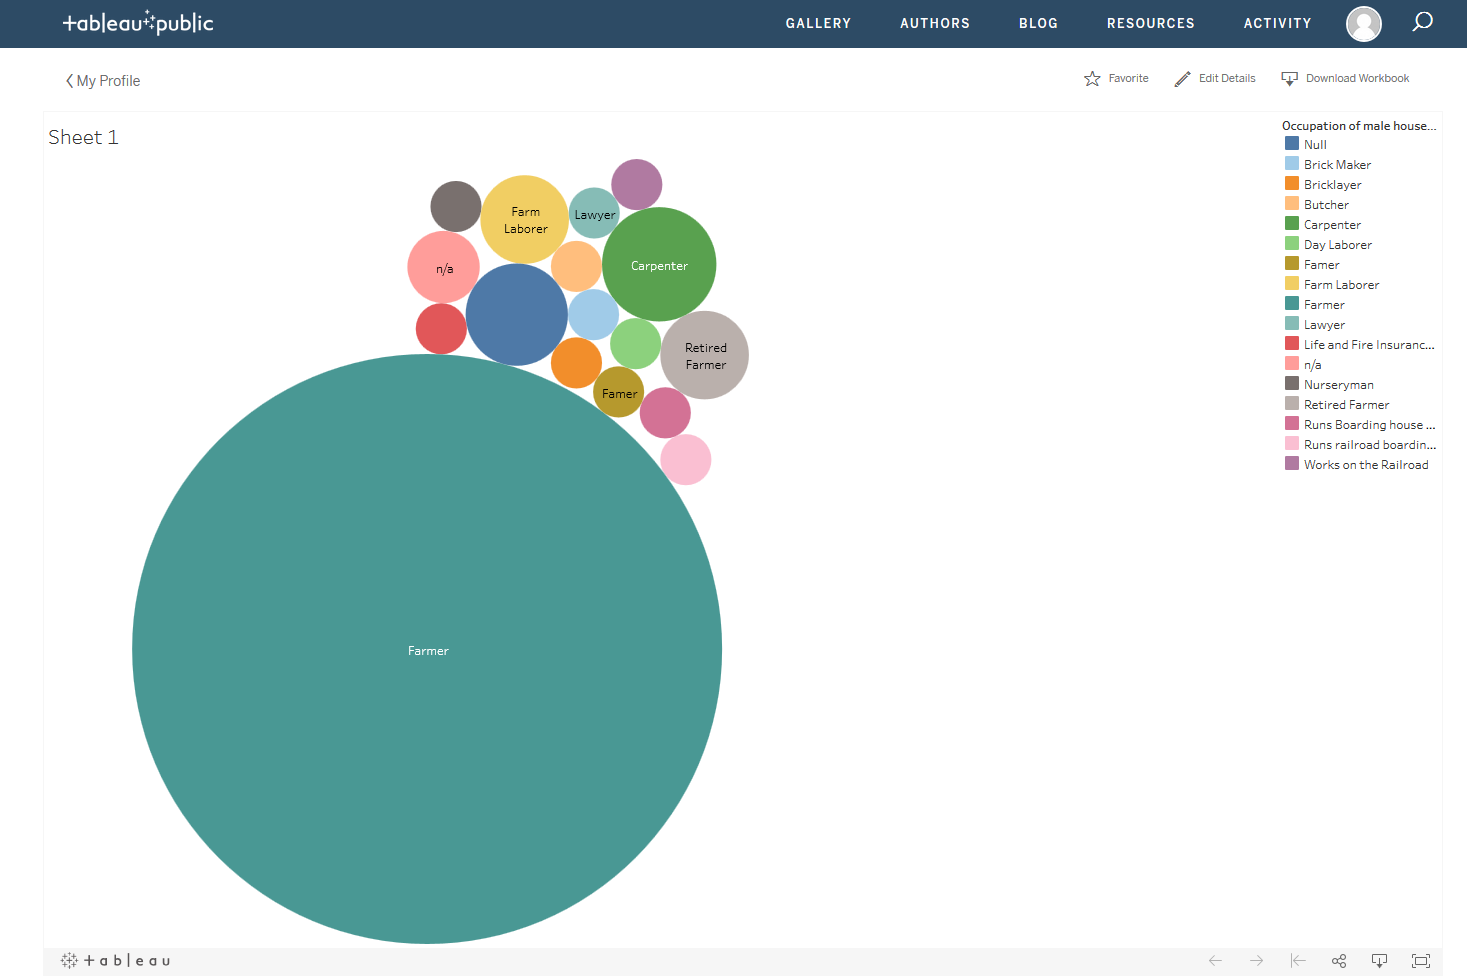 tableau public
GALLERY AUTHORS BLOG RESOURCES ACTIVITY
My Profile
Favorite Edit Details Download Workbook
Sheet 1
Farm
Laborer
Lawyer
n/a
Carpenter
Retired
Farmer
Famer
Farmer
Occupation of male house...
Null
Brick Maker
Bricklayer
Butcher
Carpenter
Day Laborer
Famer
Farm Laborer
Farmer
Lawyer
Life and Fire Insuranc...
n/a
Nurseryman
Retired Farmer
Runs Boarding house ...
Runs railroad boardin...
Works on the Railroad
tableau